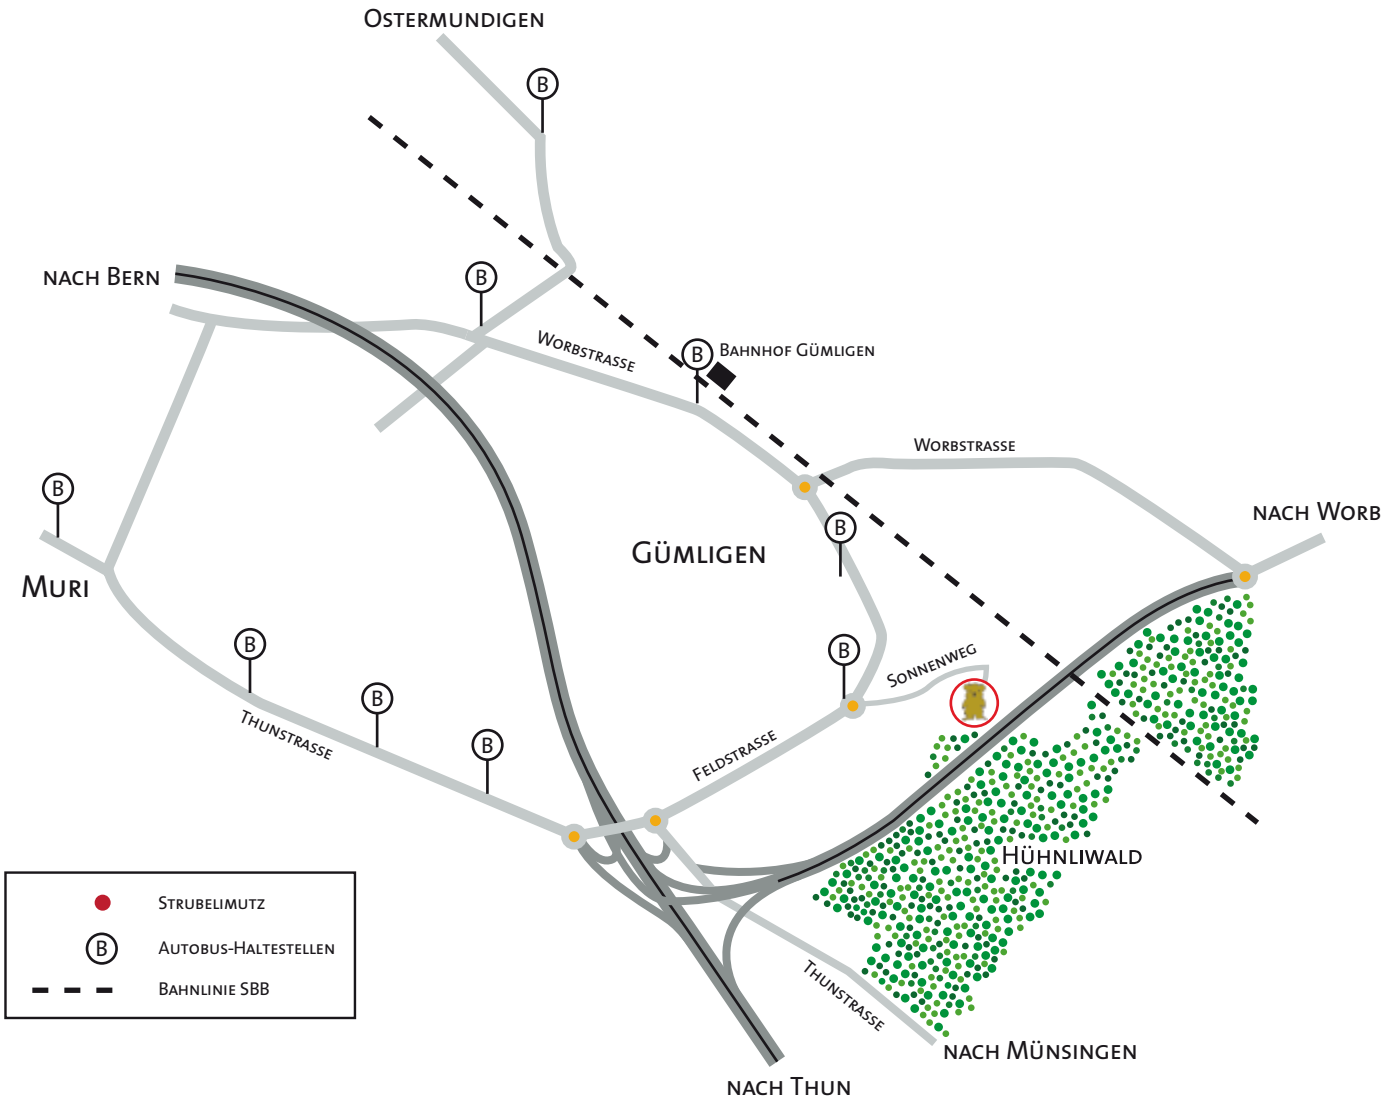 Ostermundigen
B
nach Bern
B
Worbstrasse
B
Bahnhof Gümligen
Worbstrasse
B
nach Worb
B
Gümligen
Muri
B
B
Sonnenweg
B
Thunstrasse
B
Feldstrasse
Hühnliwald
Strubelimutz
B
Autobus-Haltestellen
Bahnlinie SBB
Thunstrasse
nach Münsingen
nach Thun